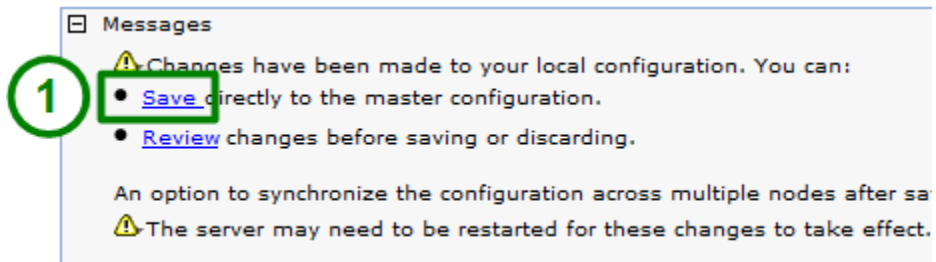 Messages
Changes have been made to your local configuration. You can:
1
Save directly to the master configuration.
Review changes before saving or discarding.
An option to synchronize the configuration across multiple nodes after
The server may need to be restarted for these changes to take effect.